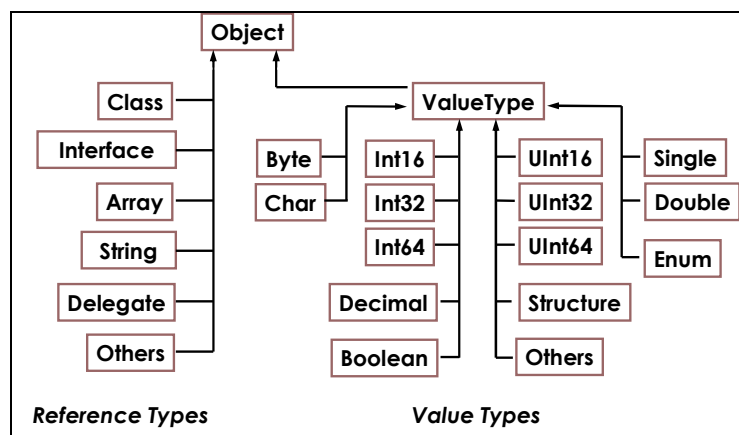 Object
Class
Interface
Array
String
Delegate
Others
Reference Types
ValueType
Byte
Char
Int16
Int32
Int64
Decimal
Boolean
UInt16
UInt32
UInt64
Structure
Others
Single
Double
Enum
Value Types